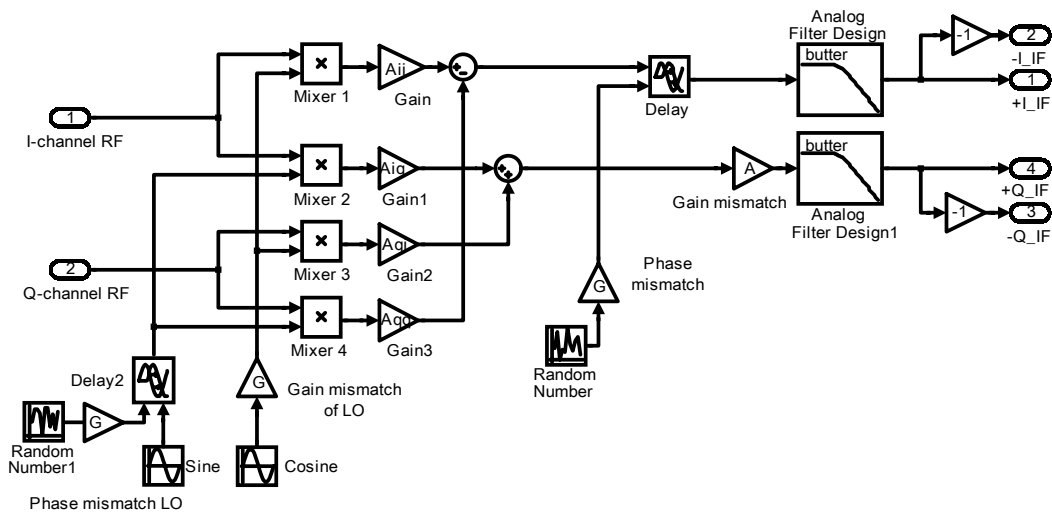 Analog
Filter Design
butter
-1
2
-I_IF
1
+I_IF
×
Mixer 1
Aii
Gain
+
-
Delay
1
I-channel RF
×
Mixer 2
Aiq
Gain1
+
+
A
Gain mismatch
butter
Analog
Filter Design1
4
+Q_IF
-1
3
-Q_IF
×
Mixer 3
Aqi
Gain2
2
Q-channel RF
×
Mixer 4
Aqq
Gain3
G
Phase
mismatch
Random
Number
Delay2
G
Gain mismatch
of LO
G
Random
Number1
Sine
Cosine
Phase mismatch LO